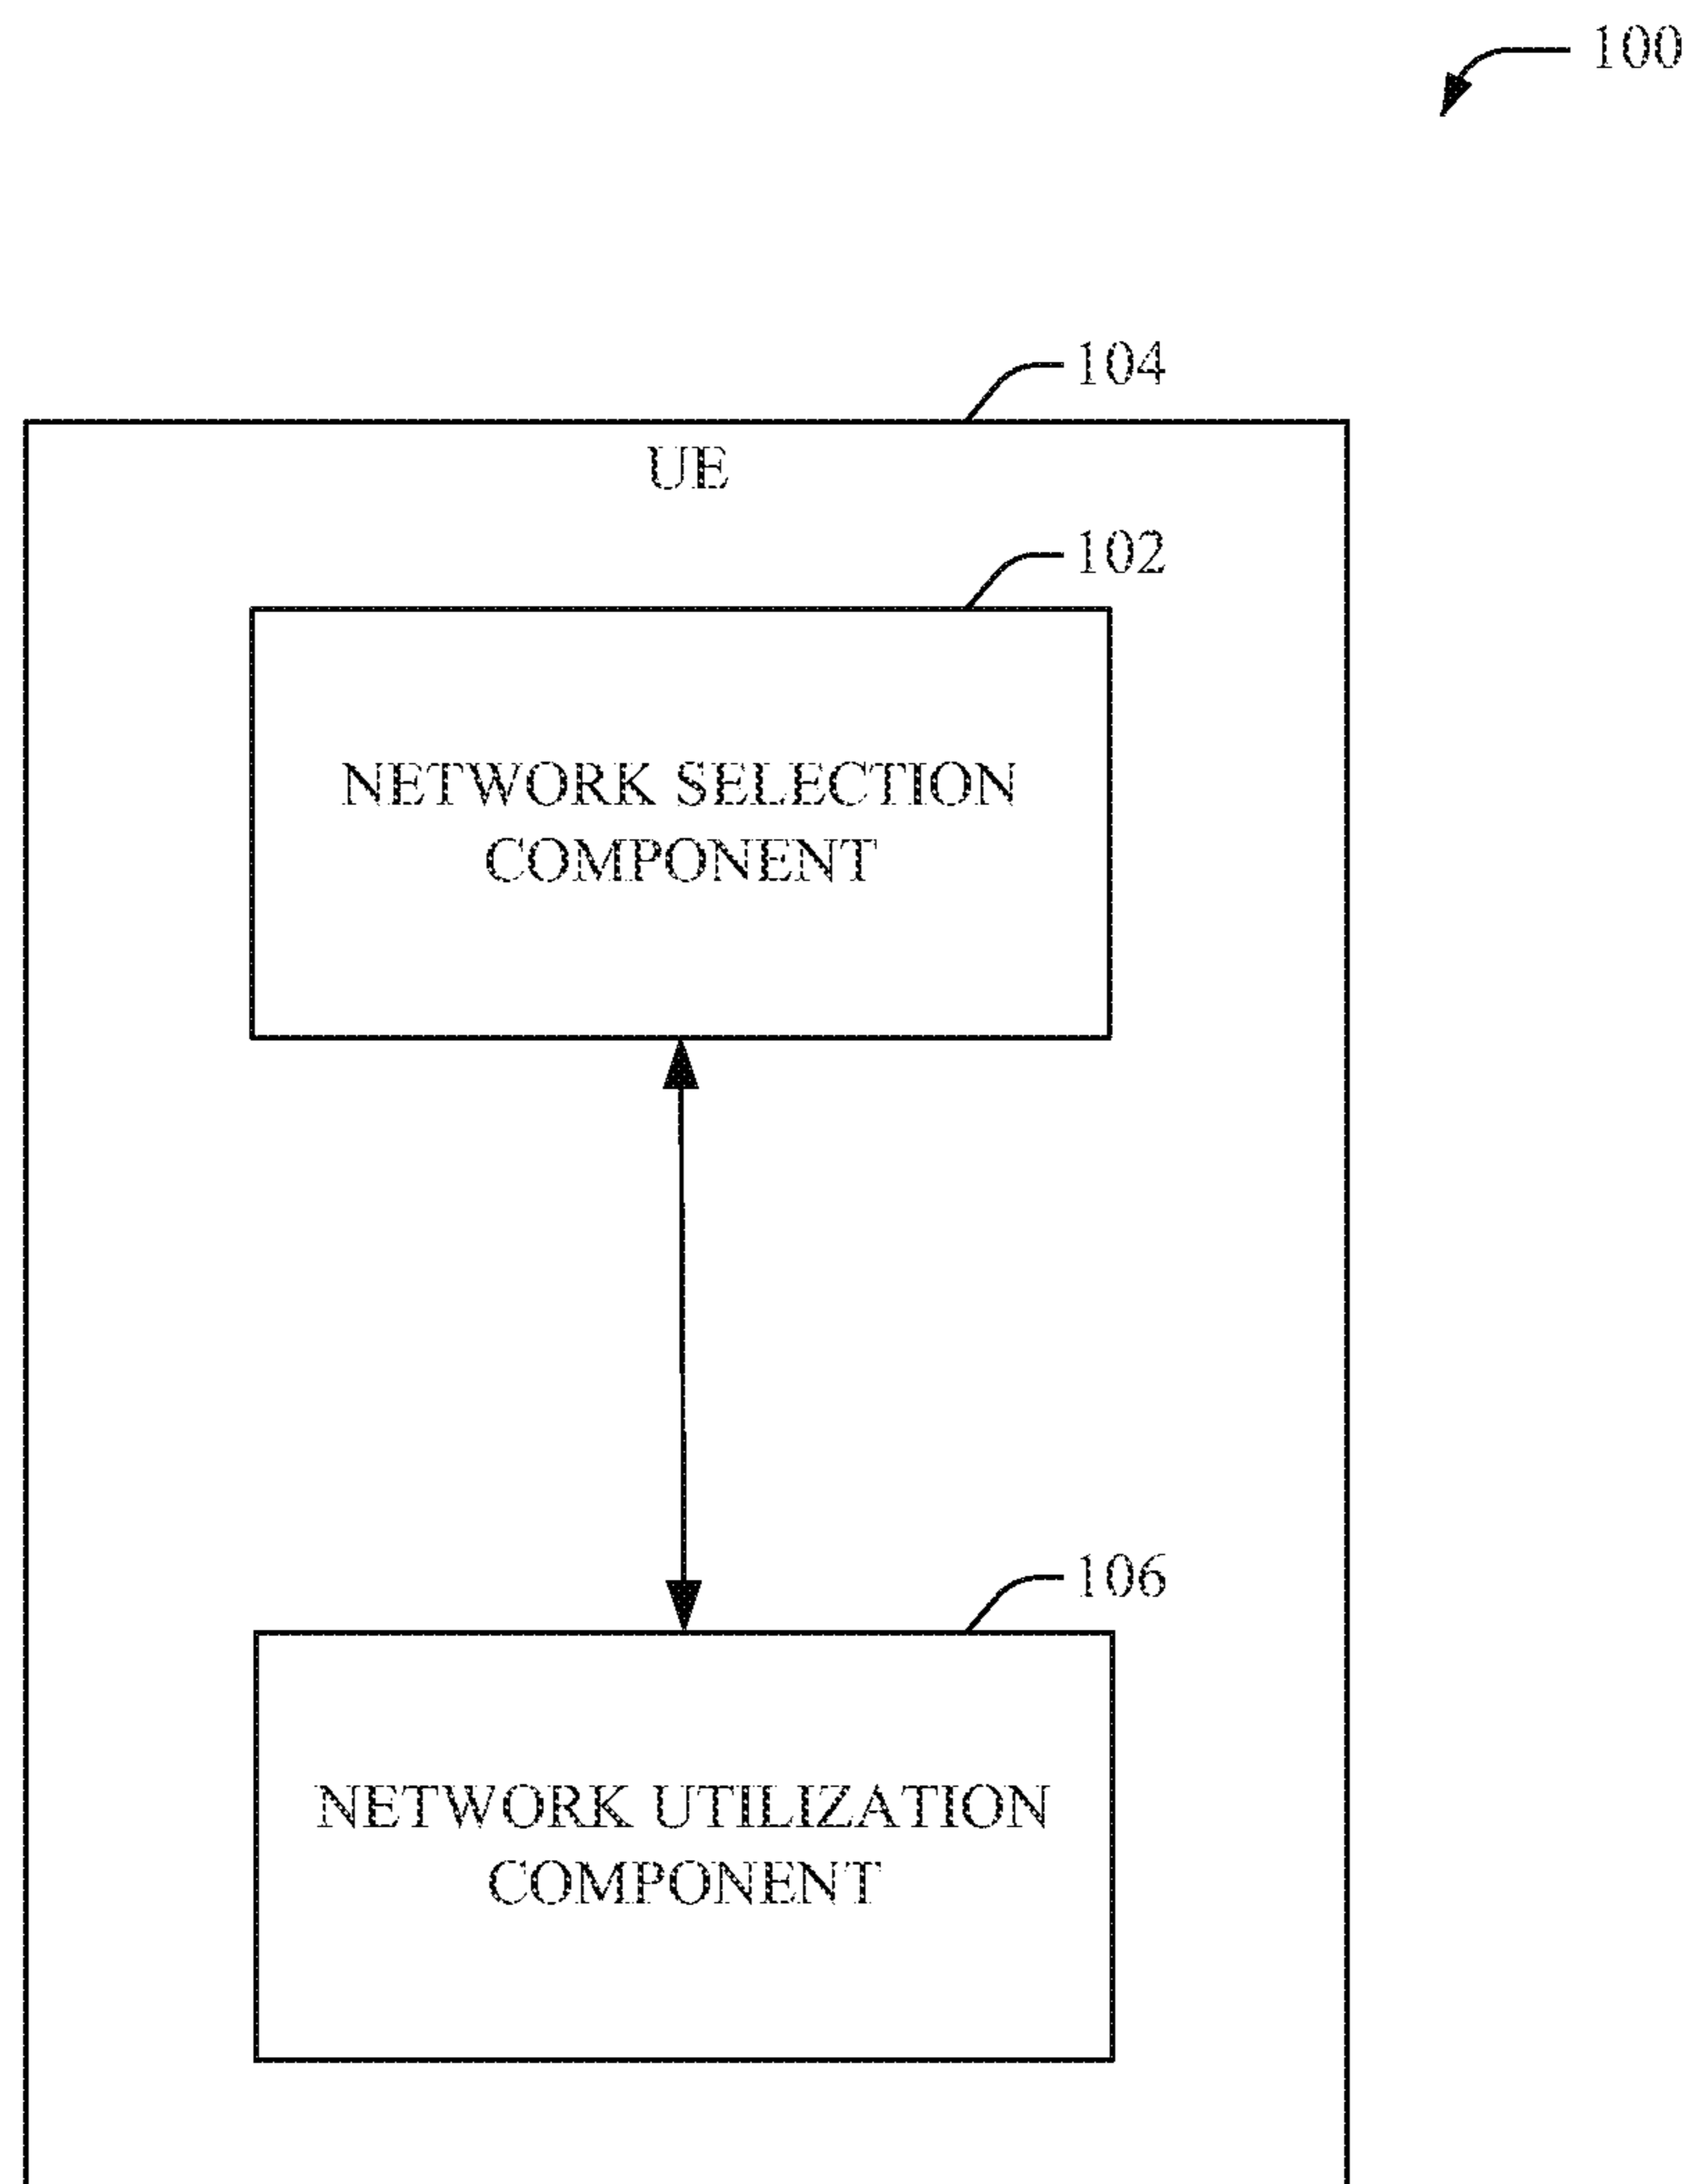 100
104
UE
102
NETWORK SELECTION
COMPONENT
106
NETWORK UTILIZATION
COMPONENT